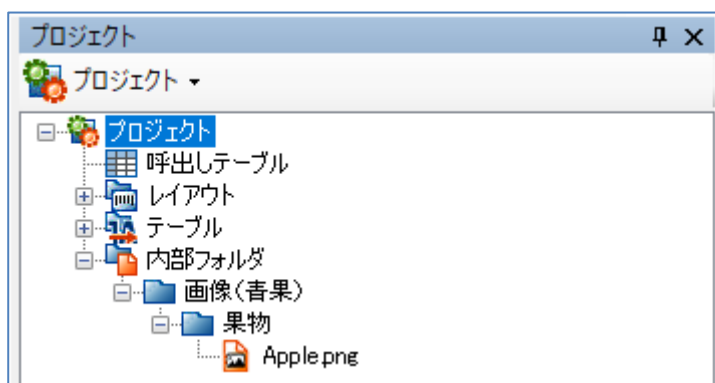 プロジェクト
プロジェクト
プロジェクト
呼出しテーブル
レイアウト
テーブル
内部フォルダ
画像(青果)
果物
Apple.png